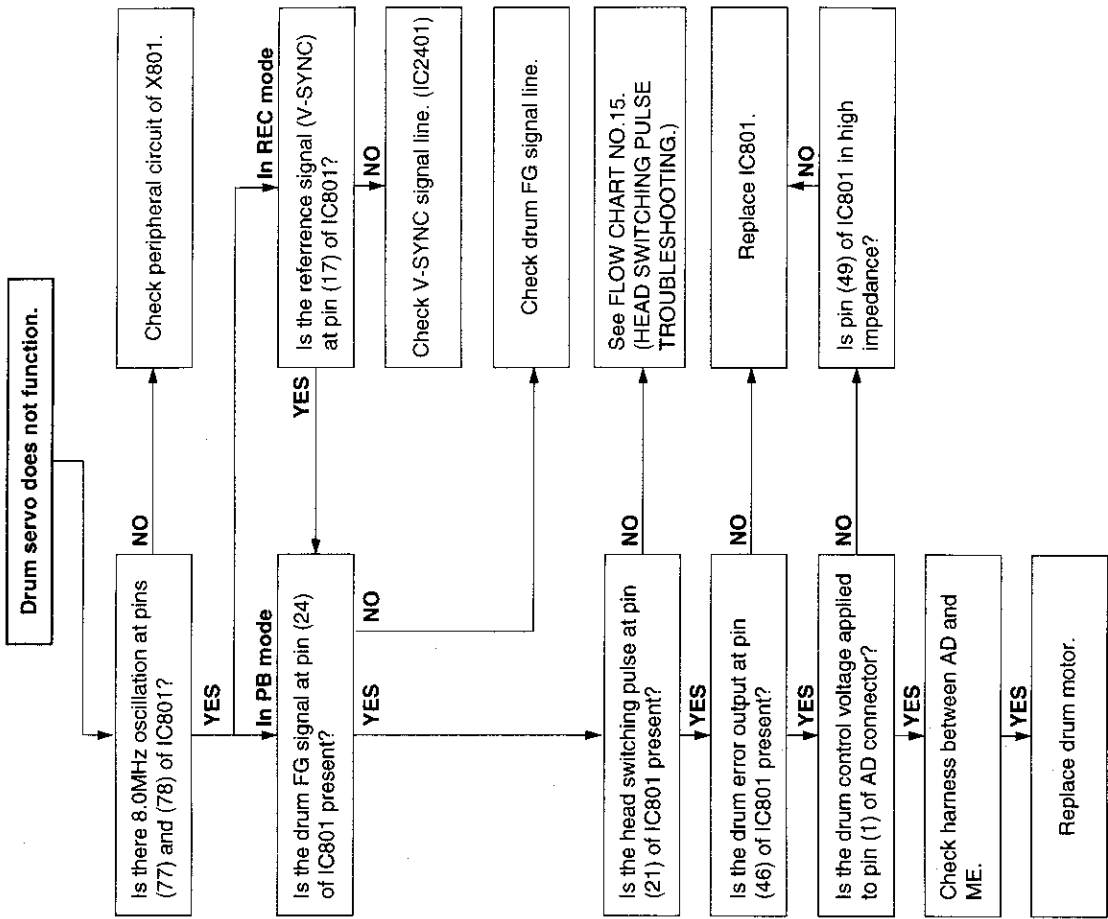 Drum servo does not function.
Is there 8.0MHz oscillation at pins
(77) and (78) of IC801?
NO
Check peripheral circuit of X801.
YES
In PB mode
In REC mode
Is the reference signal (V-SYNC)
at pin (17) of IC801?
YES
NO
Check V-SYNC signal line. (IC2401)
Is the drum FG signal at pin (24)
of IC801 present?
NO
Check drum FG signal line.
YES
Is the head switching pulse at pin
(21) of IC801 present?
NO
See FLOW CHART NO.15.
(HEAD SWITCHING PULSE
TROUBLESHOOTING.)
YES
Is the drum error output at pin
(46) of IC801 present?
NO
Replace IC801.
YES
Is the drum control voltage applied
to pin (1) of AD connector?
NO
Is pin (49) of IC801 in high
impedance?
NO
YES
Check harness between AD and
ME.
YES
Replace drum motor.